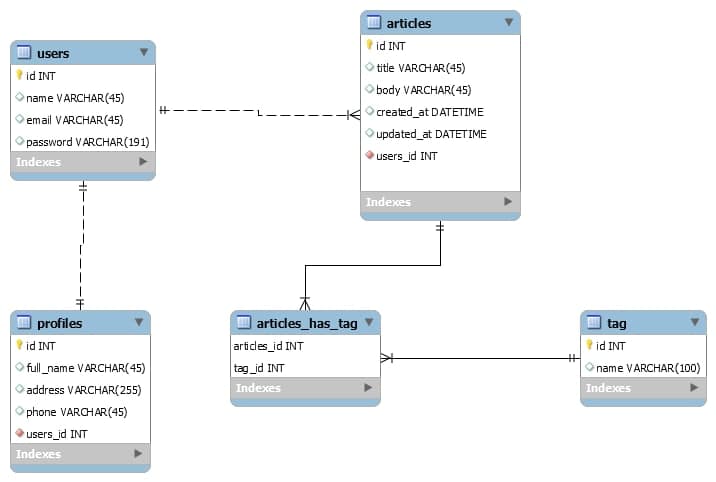 users
id INT
name VARCHAR(45)
email VARCHAR(45)
password VARCHAR(191)
Indexes
articles
id INT
title VARCHAR(45)
body VARCHAR(45)
created_at DATETIME
updated_at DATETIME
users_id INT
Indexes
profiles
id INT
full_name VARCHAR(45)
address VARCHAR(255)
phone VARCHAR(45)
users_id INT
Indexes
articles_has_tag
articles_id INT
tag_id INT
Indexes
tag
id INT
name VARCHAR(100)
Indexes